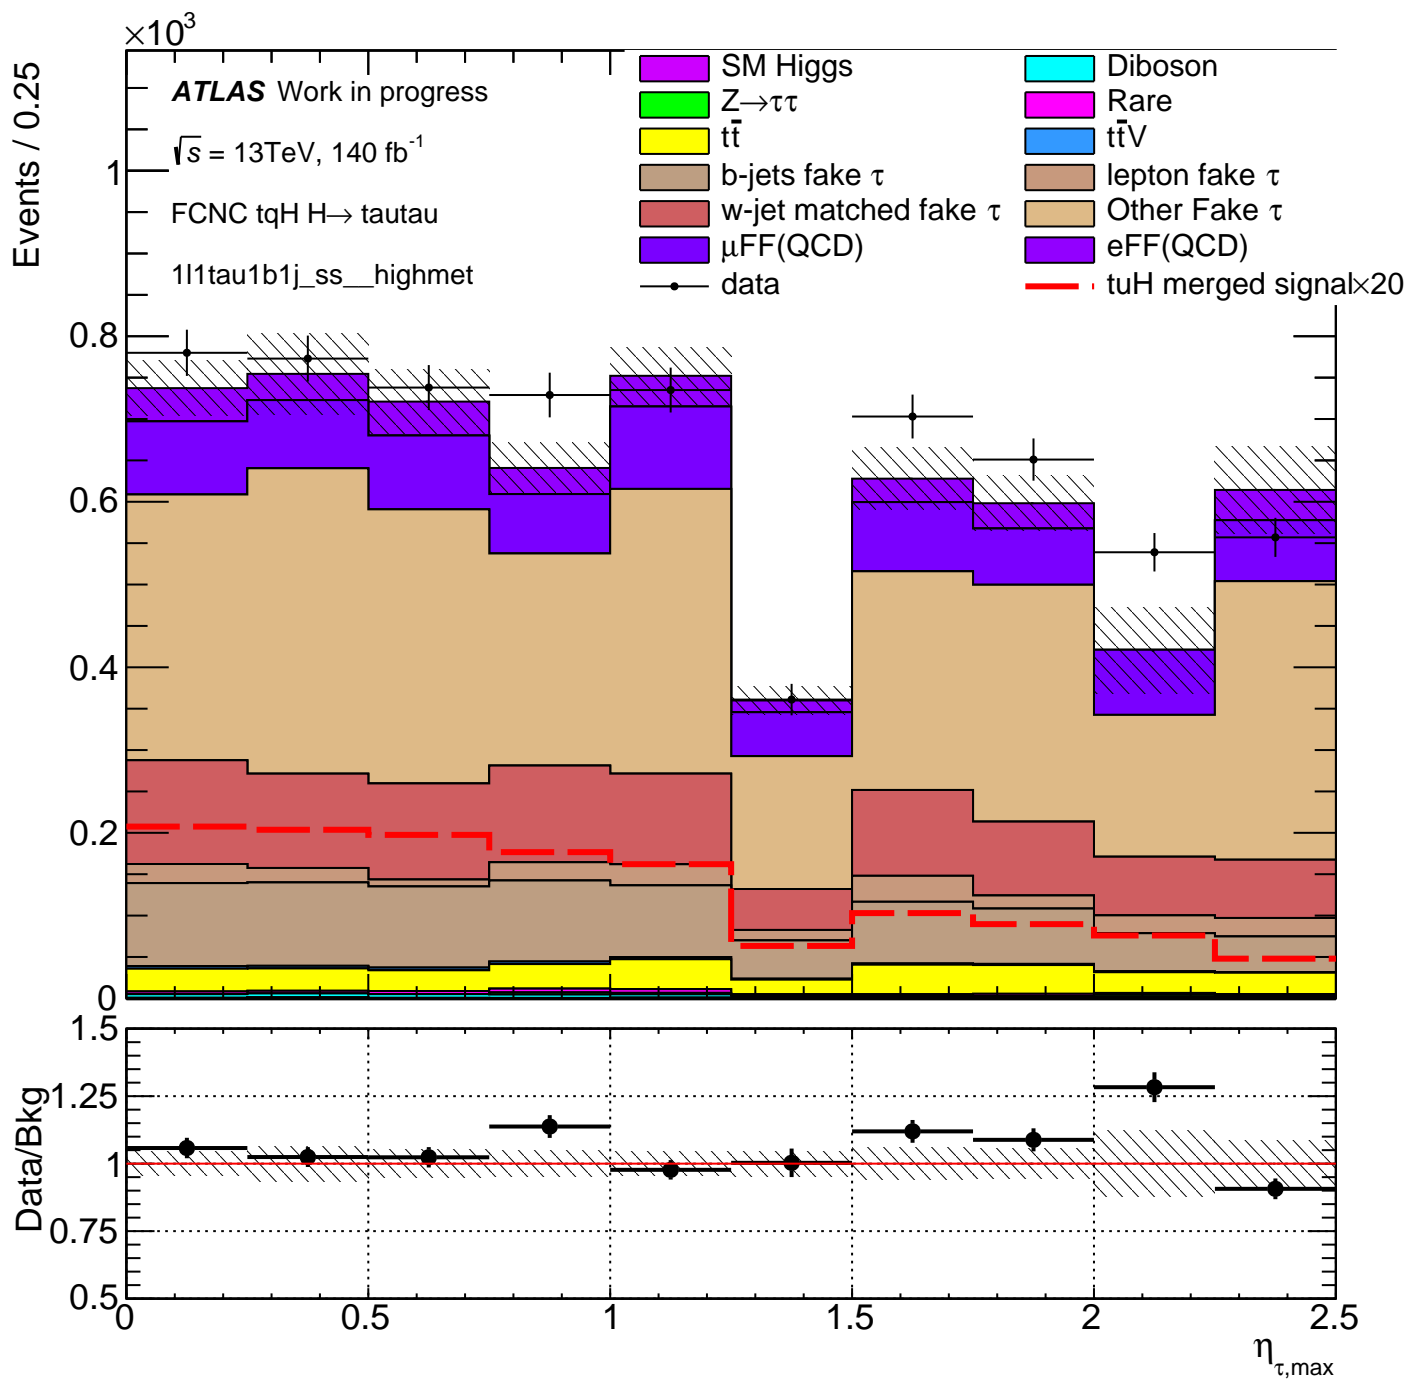 ×10³
Events / 0.25
ATLAS Work in progress
√s = 13TeV, 140 fb⁻¹
FCNC tqH H→ tautau
1l1tau1b1j_ss__highmet
SM Higgs
Diboson
Z→ττ
Rare
tt̄
tt̄V
b-jets fake τ
lepton fake τ
w-jet matched fake τ
Other Fake τ
μFF(QCD)
eFF(QCD)
data
tuH merged signal×20
1
0.8
0.6
0.4
0.2
0
Data/Bkg
1.5
1.25
1
0.75
0.5
0 0.5 1 1.5 2 2.5
η_τ,max